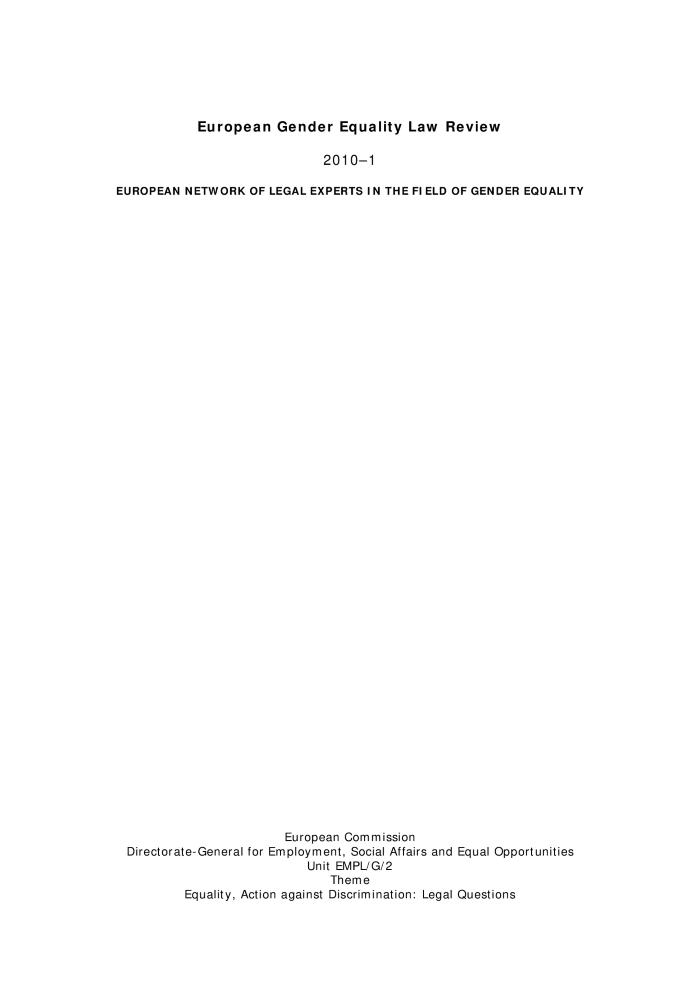 European Gender Equality Law Review
2010–1
EUROPEAN NETWORK OF LEGAL EXPERTS IN THE FIELD OF GENDER EQUALITY
European Commission
Directorate-General for Employment, Social Affairs and Equal Opportunities
Unit EMPL/G/2
Theme
Equality, Action against Discrimination: Legal Questions